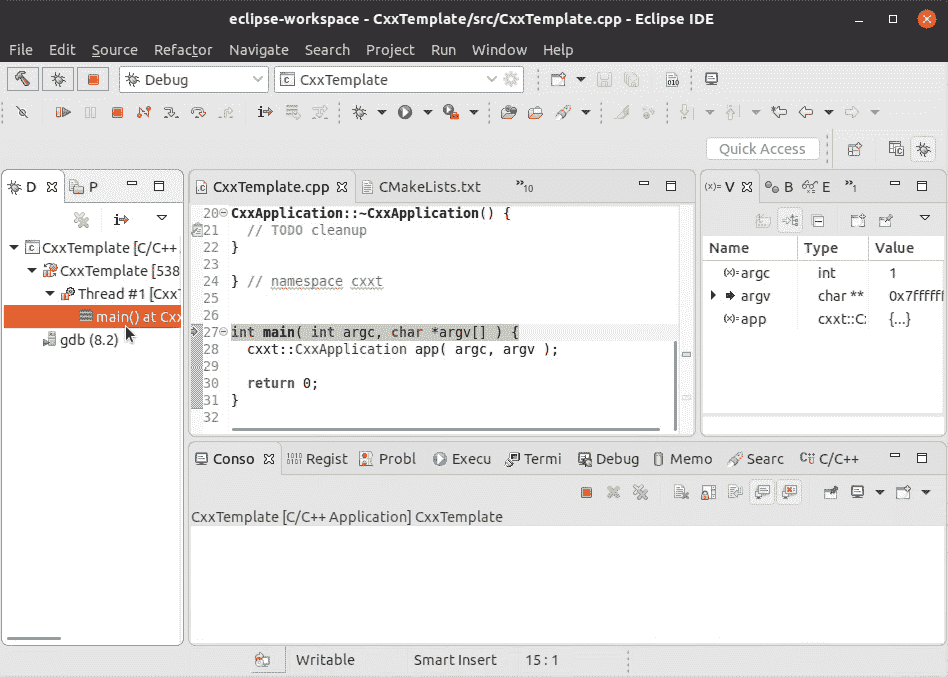 eclipse-workspace - CxxTemplate/src/CxxTemplate.cpp - Eclipse IDE
File Edit Source Refactor Navigate Search Project Run Window Help
Debug CxxTemplate
Quick Access
D P
CxxTemplate [C/C++
CxxTemplate [538
Thread #1 [Cxx
main() at Cxx
gdb (8.2)
CxxTemplate.cpp CMakeLists.txt »10
20 CxxApplication::~CxxApplication() {
21 // TODO cleanup
22 }
23
24 } // namespace cxxt
25
26
27 int main( int argc, char *argv[] ) {
28 cxxt::CxxApplication app( argc, argv );
29
30 return 0;
31 }
32
(x)= V B E »1
Name Type Value
(x)= argc int 1
argv char ** 0x7ffffff
(x)= app cxxt::C: {...}
Conso Regist Probl Execu Termi Debug Memo Searc C/C++
CxxTemplate [C/C++ Application] CxxTemplate
Writable Smart Insert 15 : 1